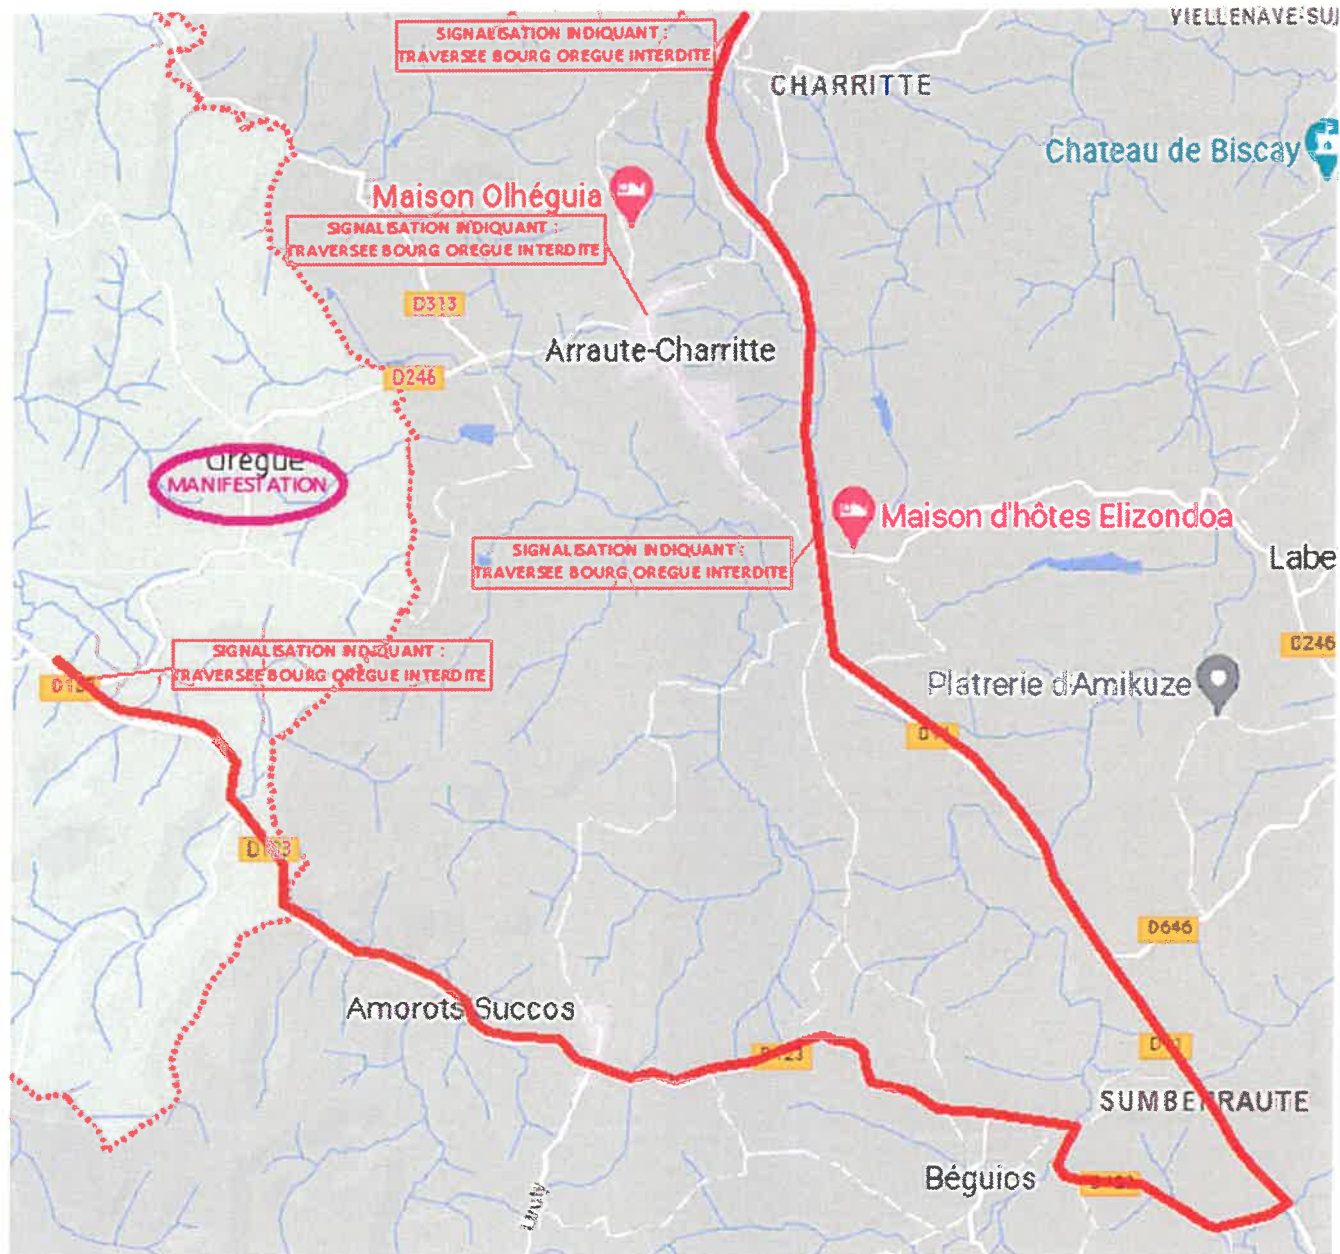 VIELLENAVE-SU
SIGNALISATION INDIQUANT :
TRAVERSEE BOURG OREGUE INTERDITE
CHARRITTE
Chateau de Biscay
Maison Olhéguia
SIGNALISATION INDIQUANT :
TRAVERSEE BOURG OREGUE INTERDITE
D313
Arraute-Charritte
D246
Oregue
MANIFESTATION
Maison d'hôtes Elizondoa
SIGNALISATION INDIQUANT :
TRAVERSEE BOURG OREGUE INTERDITE
Labe
D246
SIGNALISATION INDIQUANT :
TRAVERSEE BOURG OREGUE INTERDITE
Platrerie d'Amikuze
D646
Amorots-Succos
SUMBERRAUTE
Béguios